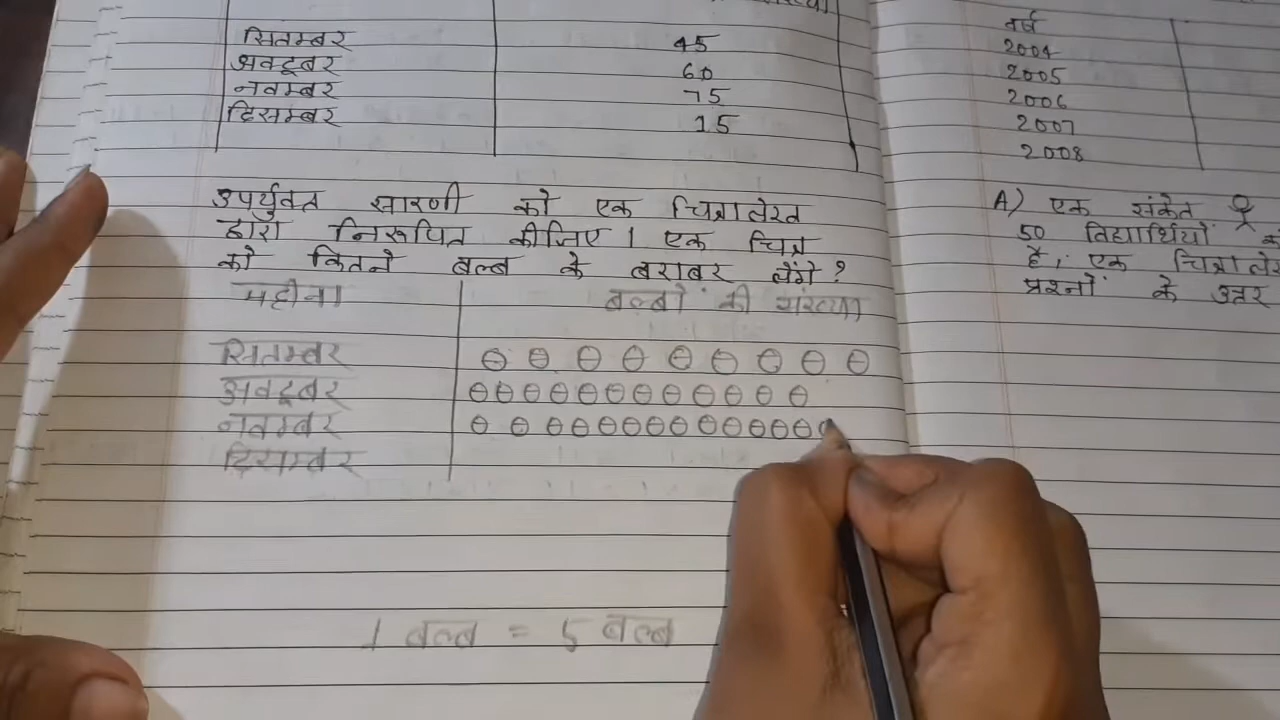 सितम्बर 45
अक्टूबर 60
नवम्बर 75
दिसम्बर 15
उपर्युक्त सारणी को एक चित्रालेख
द्वारा निरूपित कीजिए। एक चित्र
को कितने बल्ब के बराबर लेंगे?
महीना बल्बों की संख्या
सितम्बर
अक्टूबर
नवम्बर
दिसम्बर
1 बल्ब = 5 बल्ब
वर्ष
2004
2005
2006
2007
2008
A) एक संकेत
50 विद्यार्थियों
है, एक
प्रश्नों के उत्तर